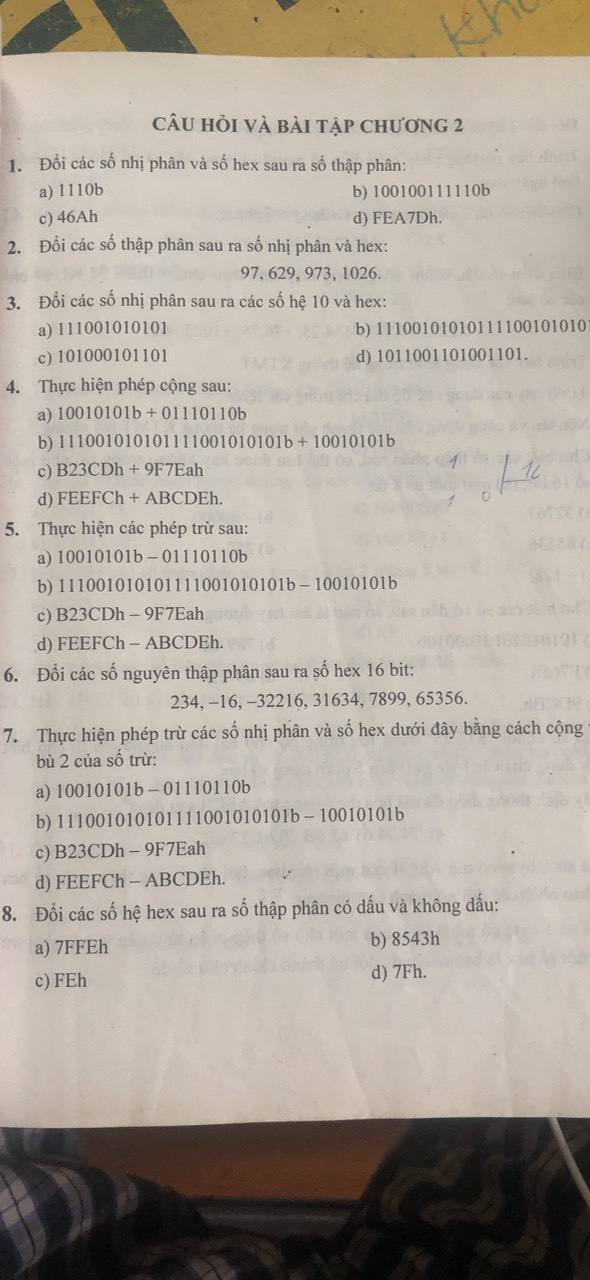 Kh
CÂU HỎI VÀ BÀI TẬP CHƯƠNG 2
1. Đổi các số nhị phân và số hex sau ra số thập phân:
a) 1110b b) 100100111110b
c) 46Ah d) FEA7Dh.
2. Đổi các số thập phân sau ra số nhị phân và hex:
97, 629, 973, 1026.
3. Đổi các số nhị phân sau ra các số hệ 10 và hex:
a) 111001010101 b) 111001010101111100101010
c) 101000101101 d) 1011001101001101.
4. Thực hiện phép cộng sau:
a) 10010101b + 01110110b
b) 1110010101011110010 10101b + 10010101b
c) B23CDh + 9F7Eah
d) FEEFCh + ABCDEh.
5. Thực hiện các phép trừ sau:
a) 10010101b – 01110110b
b) 111001010101111001010101b – 10010101b
c) B23CDh – 9F7Eah
d) FEEFCh – ABCDEh.
6. Đổi các số nguyên thập phân sau ra số hex 16 bit:
234, –16, –32216, 31634, 7899, 65356.
7. Thực hiện phép trừ các số nhị phân và số hex dưới đây bằng cách cộng
bù 2 của số trừ:
a) 10010101b – 01110110b
b) 111001010101111001010101b – 10010101b
c) B23CDh – 9F7Eah
d) FEEFCh – ABCDEh.
8. Đổi các số hệ hex sau ra số thập phân có dấu và không dấu:
a) 7FFEh b) 8543h
c) FEh d) 7Fh.